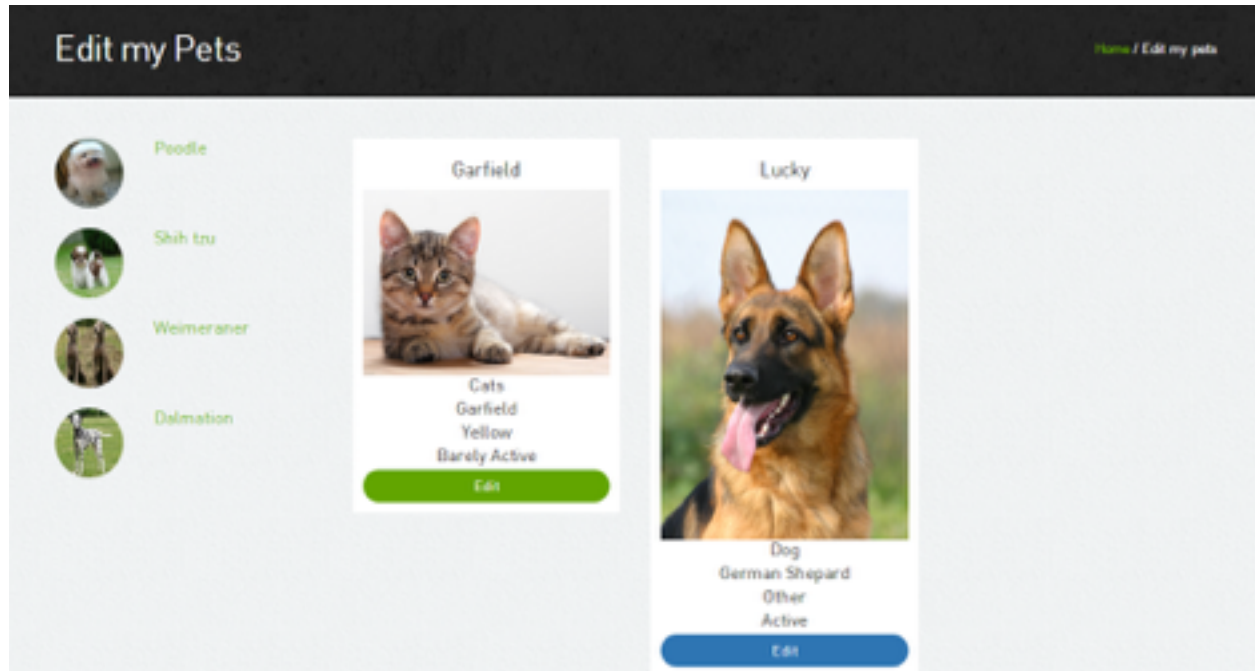 Edit my Pets
Home / Edit my pets
Poodle
Shih tzu
Weimeraner
Dalmation
Garfield
Cats
Garfield
Yellow
Barely Active
Edit
Lucky
Dog
German Shepard
Other
Active
Edit